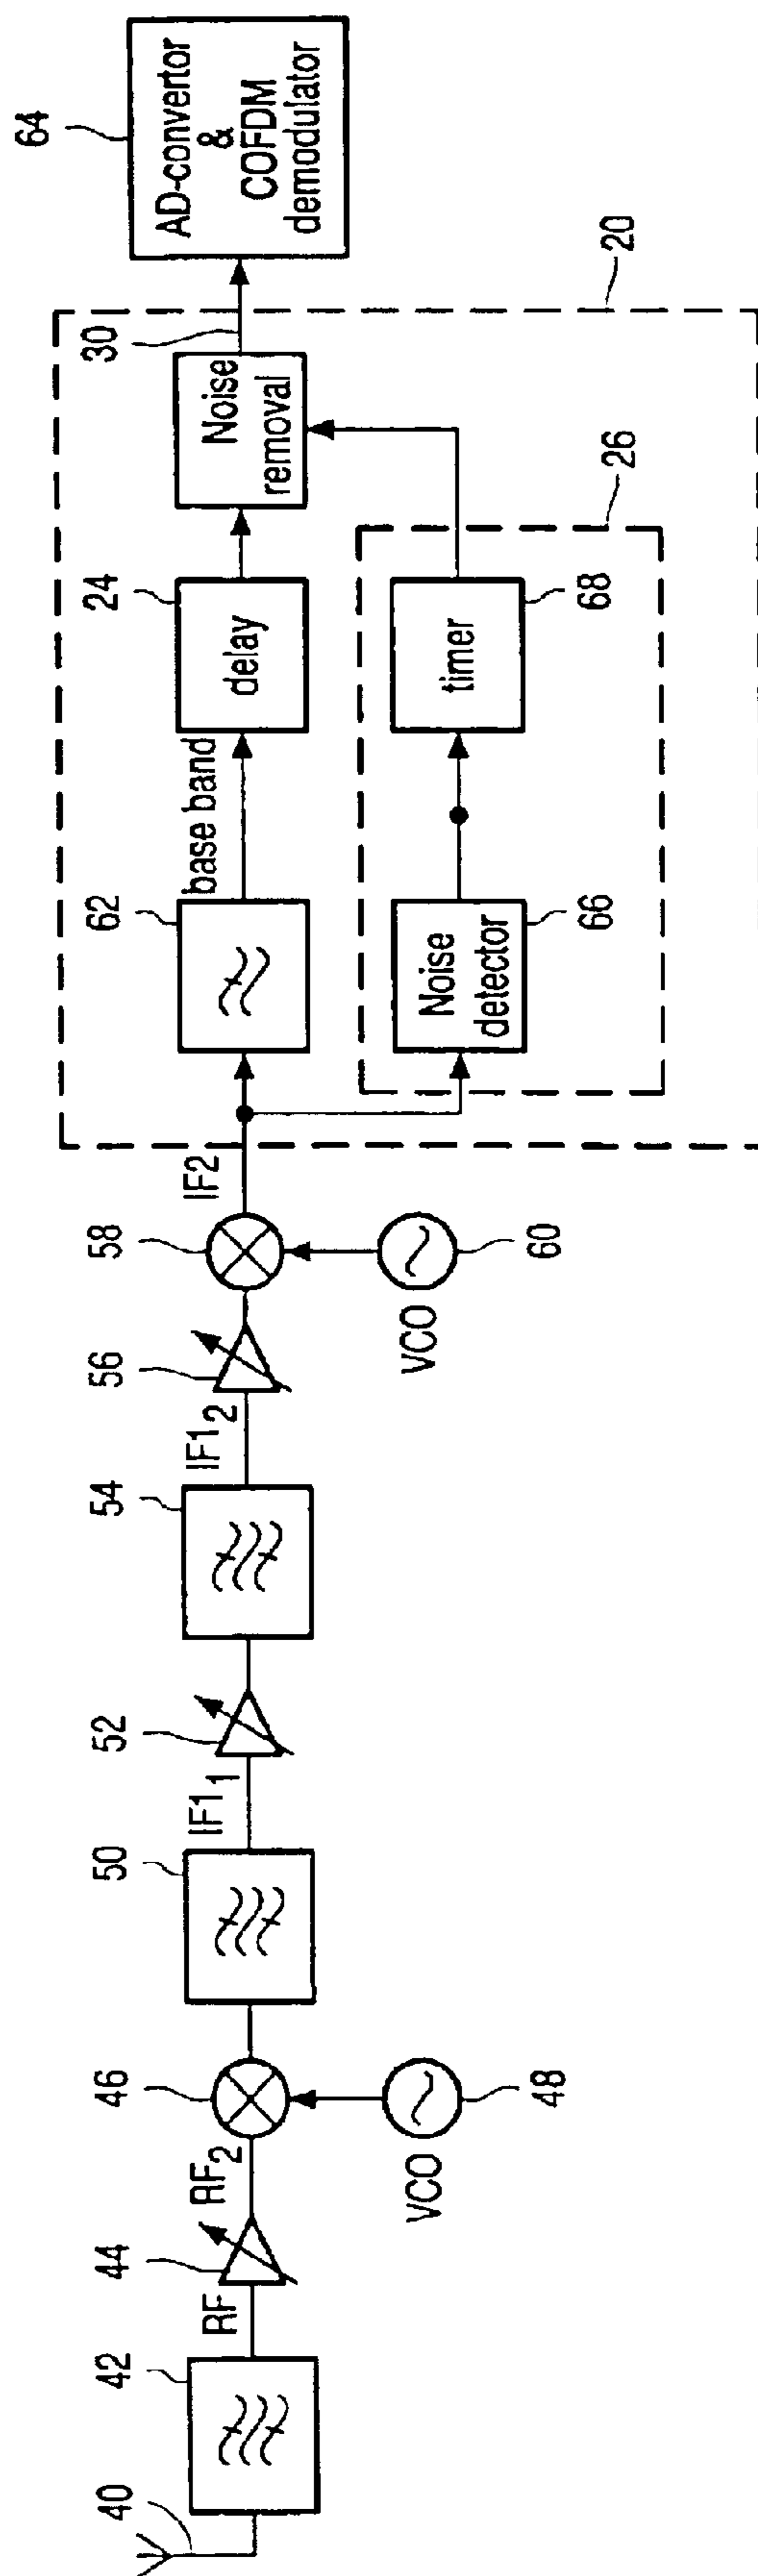 40
42
RF
44
RF2
46
VCO
48
50
IF11
52
54
IF12
56
58
VCO
60
IF2
62
base band
24
delay
Noise
removal
30
Noise
detector
66
timer
68
26
20
AD-convertor
&
COFDM
demodulator
64